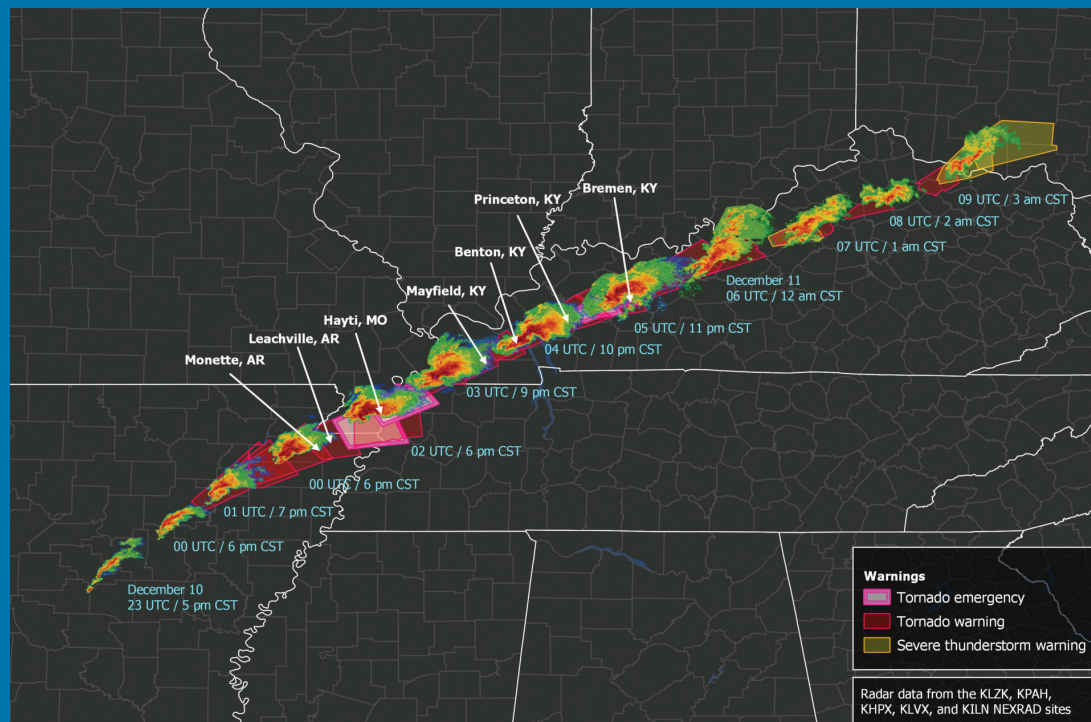 Bremen, KY
Princeton, KY
Benton, KY
Mayfield, KY
Hayti, MO
Leachville, AR
Monette, AR
09 UTC / 3 am CST
08 UTC / 2 am CST
07 UTC / 1 am CST
December 11
06 UTC / 12 am CST
05 UTC / 11 pm CST
04 UTC / 10 pm CST
03 UTC / 9 pm CST
02 UTC / 6 pm CST
00 UTC / 6 pm CST
01 UTC / 7 pm CST
00 UTC / 6 pm CST
December 10
23 UTC / 5 pm CST
Warnings
Tornado emergency
Tornado warning
Severe thunderstorm warning
Radar data from the KLZK, KPAH,
KHPX, KLVX, and KILN NEXRAD sites